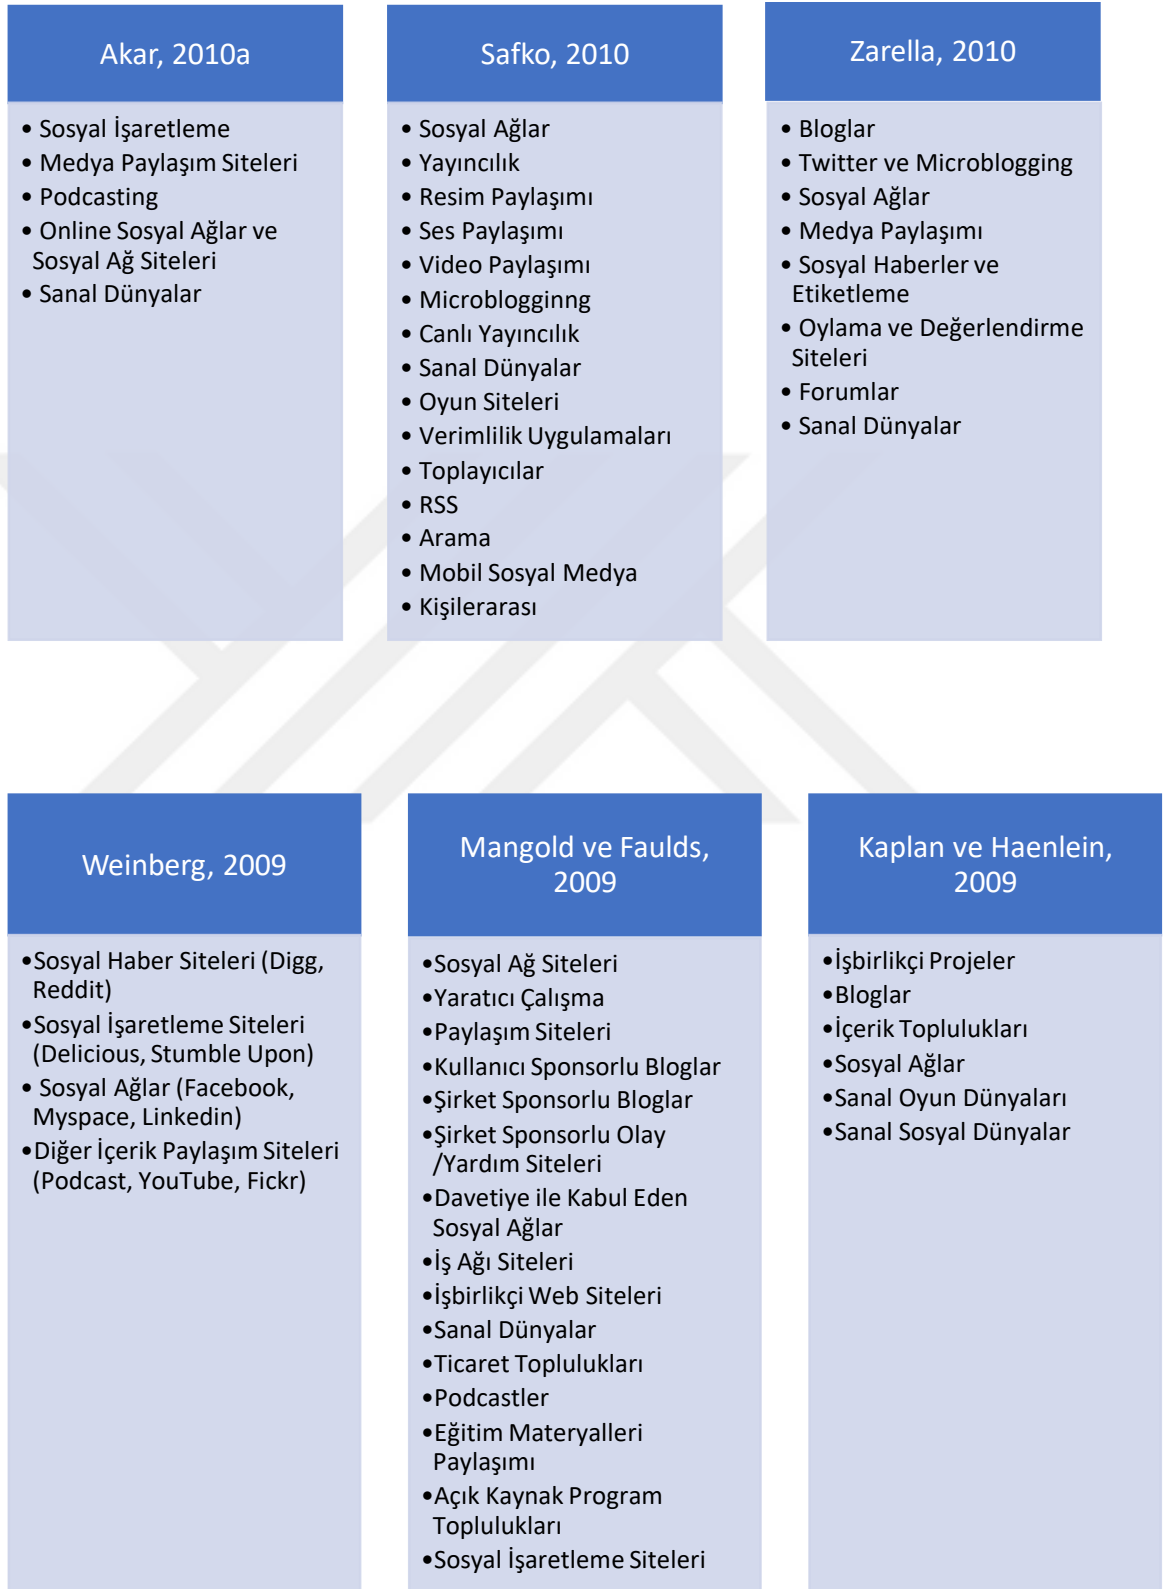 Akar, 2010a
• Sosyal İşaretleme
• Medya Paylaşım Siteleri
• Podcasting
• Online Sosyal Ağlar ve
Sosyal Ağ Siteleri
• Sanal Dünyalar
Safko, 2010
• Sosyal Ağlar
• Yayıncılık
• Resim Paylaşımı
• Ses Paylaşımı
• Video Paylaşımı
• Microblogginng
• Canlı Yayıncılık
• Sanal Dünyalar
• Oyun Siteleri
• Verimlilik Uygulamaları
• Toplayıcılar
• RSS
• Arama
• Mobil Sosyal Medya
• Kişilerarası
Zarella, 2010
• Bloglar
• Twitter ve Microblogging
• Sosyal Ağlar
• Medya Paylaşımı
• Sosyal Haberler ve
Etiketleme
• Oylama ve Değerlendirme
Siteleri
• Forumlar
• Sanal Dünyalar
Weinberg, 2009
•Sosyal Haber Siteleri (Digg,
Reddit)
•Sosyal İşaretleme Siteleri
(Delicious, Stumble Upon)
• Sosyal Ağlar (Facebook,
Myspace, Linkedin)
•Diğer İçerik Paylaşım Siteleri
(Podcast, YouTube, Fickr)
Mangold ve Faulds,
2009
•Sosyal Ağ Siteleri
•Yaratıcı Çalışma
•Paylaşım Siteleri
•Kullanıcı Sponsorlu Bloglar
•Şirket Sponsorlu Bloglar
•Şirket Sponsorlu Olay
/Yardım Siteleri
•Davetiye ile Kabul Eden
Sosyal Ağlar
•İş Ağı Siteleri
•İşbirlikçi Web Siteleri
•Sanal Dünyalar
•Ticaret Toplulukları
•Podcastler
•Eğitim Materyalleri
Paylaşımı
•Açık Kaynak Program
Toplulukları
•Sosyal İşaretleme Siteleri
Kaplan ve Haenlein,
2009
•İşbirlikçi Projeler
•Bloglar
•İçerik Toplulukları
•Sosyal Ağlar
•Sanal Oyun Dünyaları
•Sanal Sosyal Dünyalar